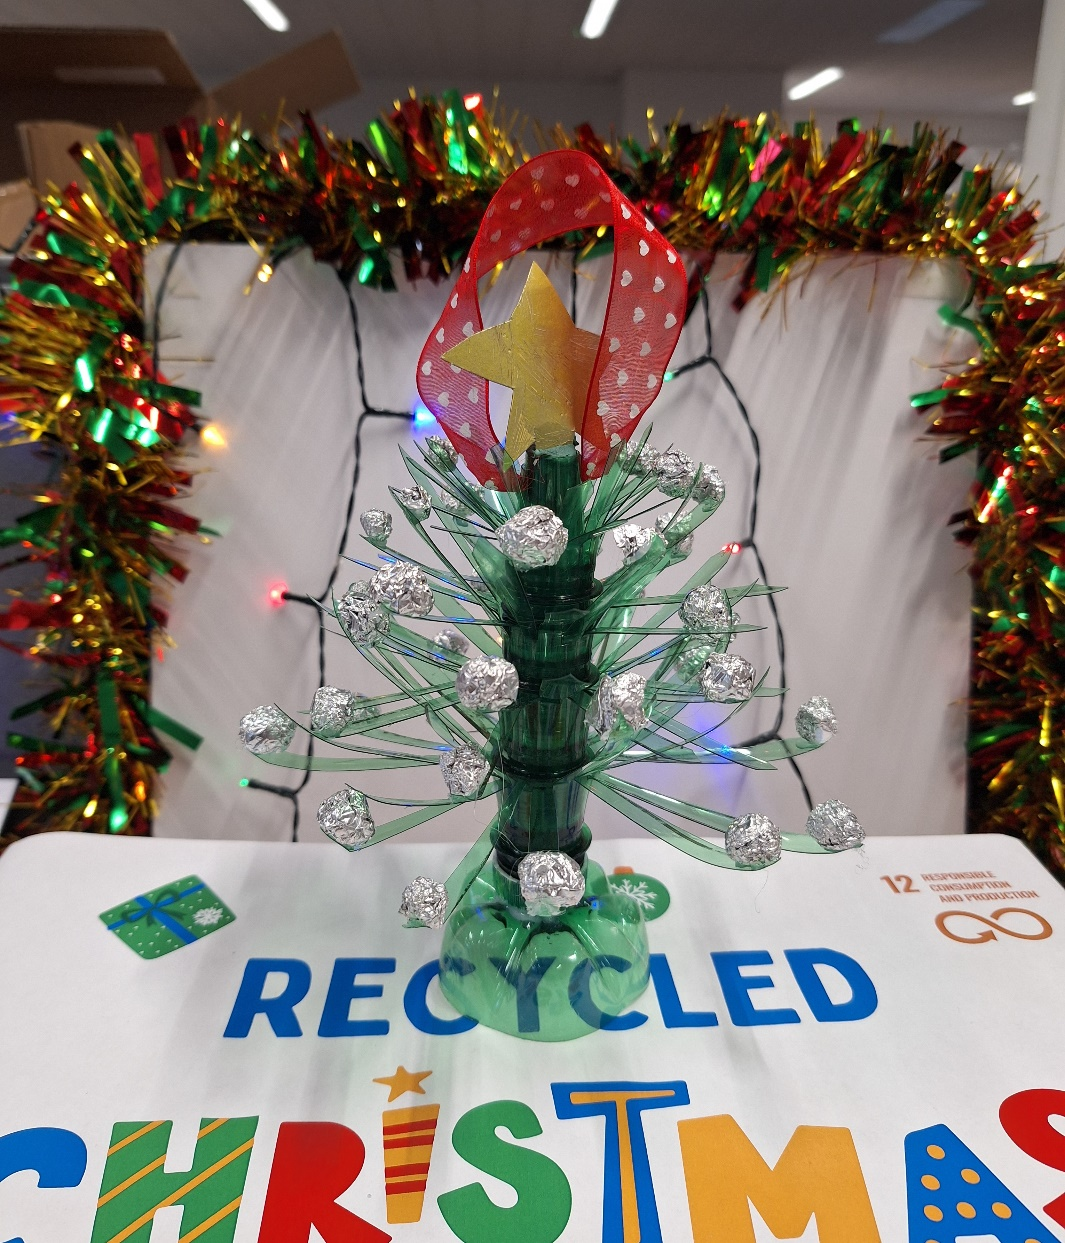 12 RESPONSIBLE
CONSUMPTION
AND PRODUCTION
RECYCLED
CHRISTMAS